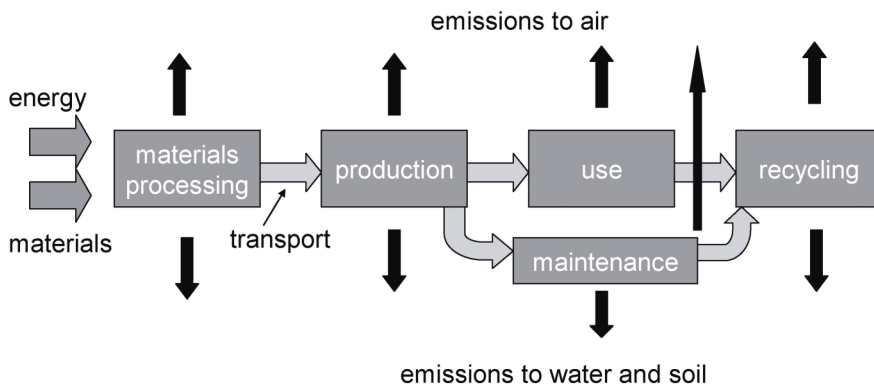 emissions to air
energy
materials
processing
production
use
recycling
materials
transport
maintenance
emissions to water and soil